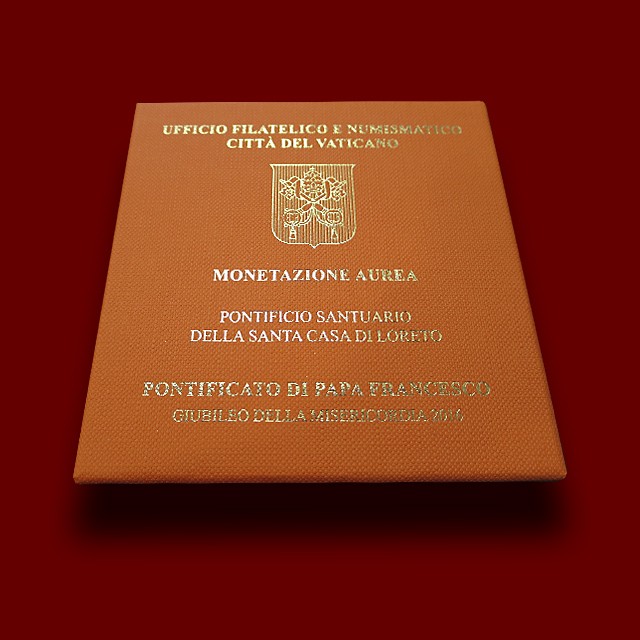 UFFICIO FILATELICO E NUMISMATICO
CITTÀ DEL VATICANO
MONETAZIONE AUREA
PONTIFICIO SANTUARIO
DELLA SANTA CASA DI LORETO
PONTIFICATO DI PAPA FRANCESCO
GIUBILEO DELLA MISERICORDIA 2016